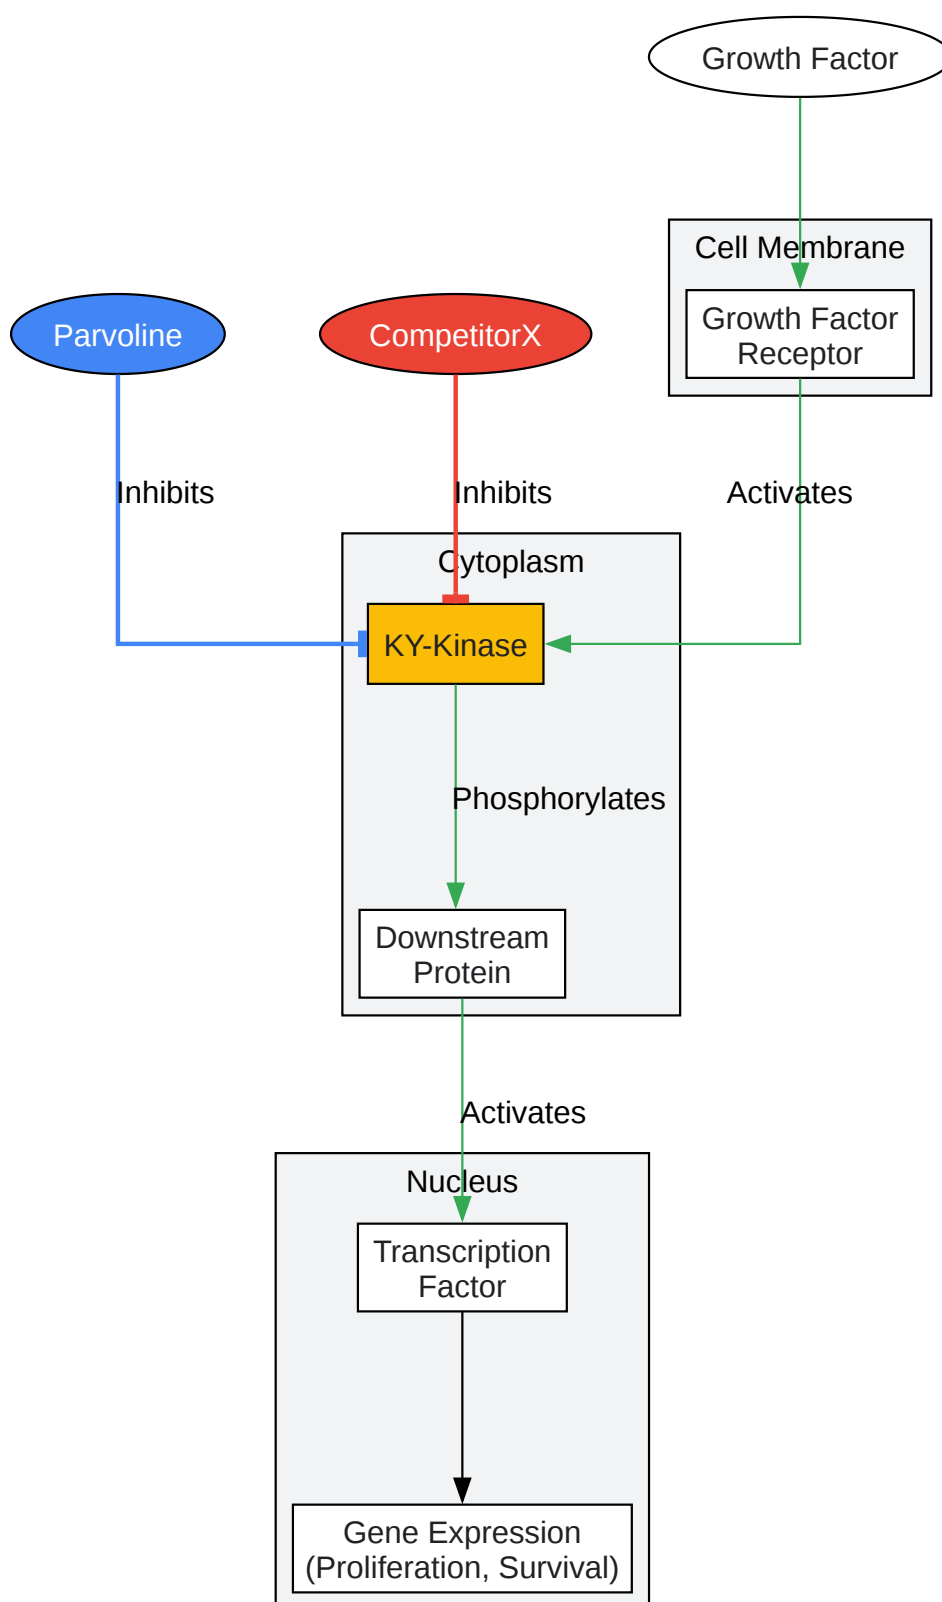 Growth Factor
Cell Membrane
Growth Factor
Receptor
Parvoline
CompetitorX
Inhibits
Inhibits
Activates
Cytoplasm
KY-Kinase
Phosphorylates
Downstream
Protein
Activates
Nucleus
Transcription
Factor
Gene Expression
(Proliferation, Survival)